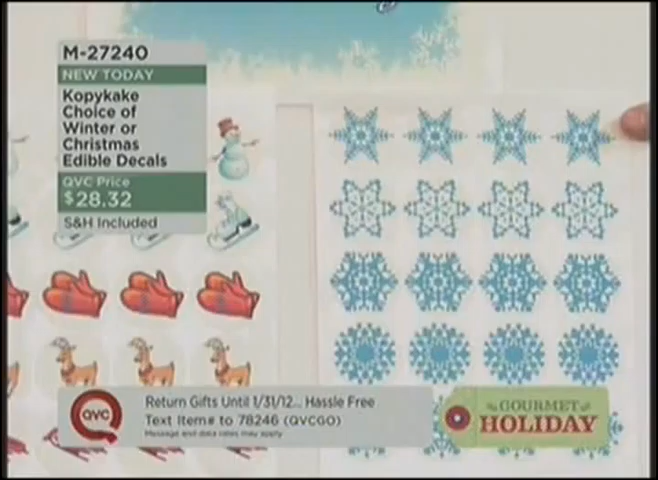 M-27240
NEW TODAY
Kopykake
Choice of
Winter or
Christmas
Edible Decals
QVC Price
$28.32
S&H Included
QVC
Return Gifts Until 1/31/12... Hassle Free
Text Item# to 78246 (QVCGO)
Message and data rates may apply
GOURMET
HOLIDAY